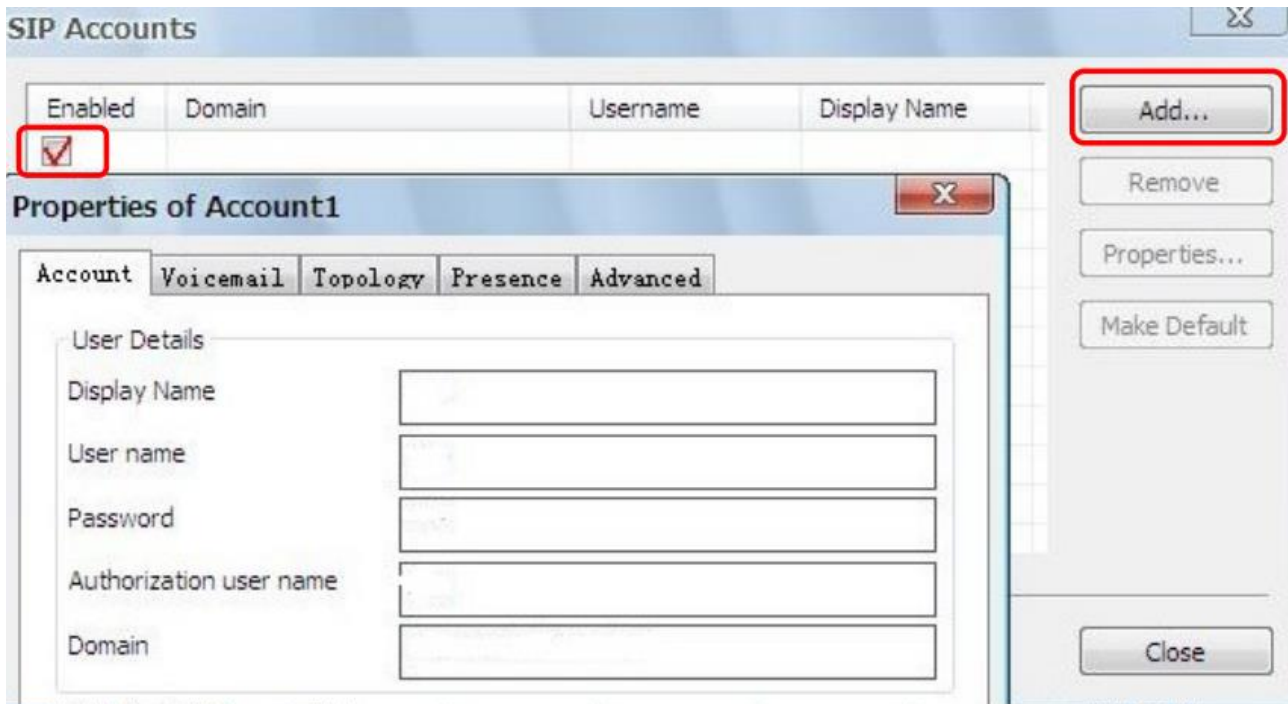 SIP Accounts
Enabled Domain Username Display Name
Add...
Remove
Properties...
Make Default
Close
Properties of Account1
Account Voicemail Topology Presence Advanced
User Details
Display Name
User name
Password
Authorization user name
Domain